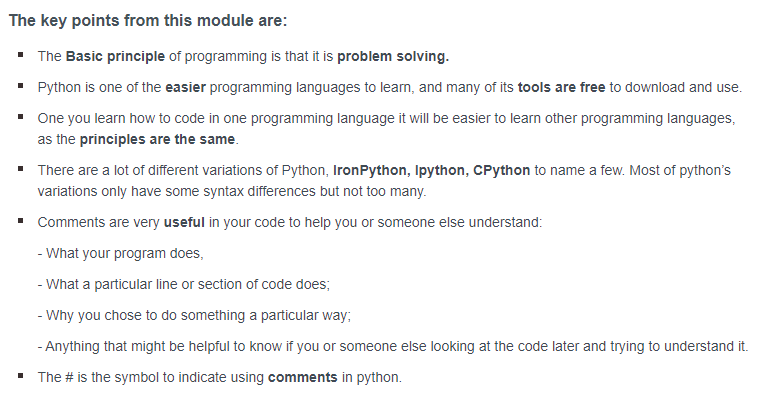 The key points from this module are:
The Basic principle of programming is that it is problem solving.
Python is one of the easier programming languages to learn, and many of its tools are free to download and use.
One you learn how to code in one programming language it will be easier to learn other programming languages,
as the principles are the same.
There are a lot of different variations of Python, IronPython, Ipython, CPython to name a few. Most of python's
variations only have some syntax differences but not too many.
Comments are very useful in your code to help you or someone else understand:
- What your program does,
- What a particular line or section of code does;
- Why you chose to do something a particular way;
- Anything that might be helpful to know if you or someone else looking at the code later and trying to understand it.
The # is the symbol to indicate using comments in python.